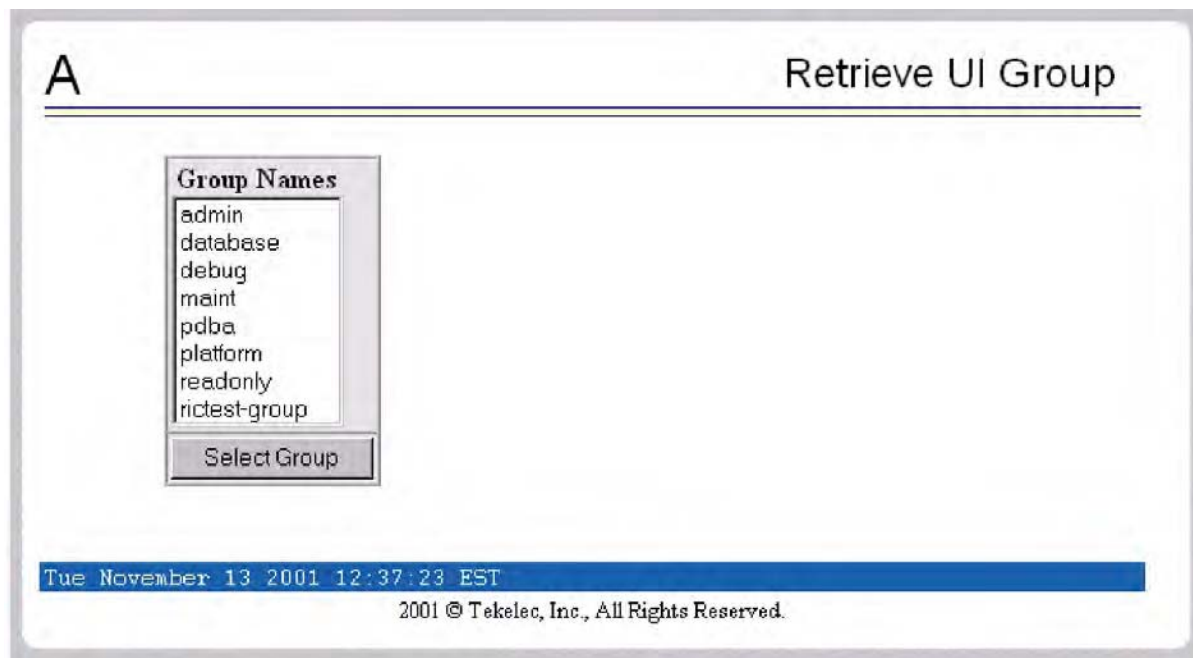 A
Retrieve UI Group
Group Names
admin
database
debug
maint
pdba
platform
readonly
rictest-group
Select Group
Tue November 13 2001 12:37:23 EST
2001 © Tekelec, Inc., All Rights Reserved.